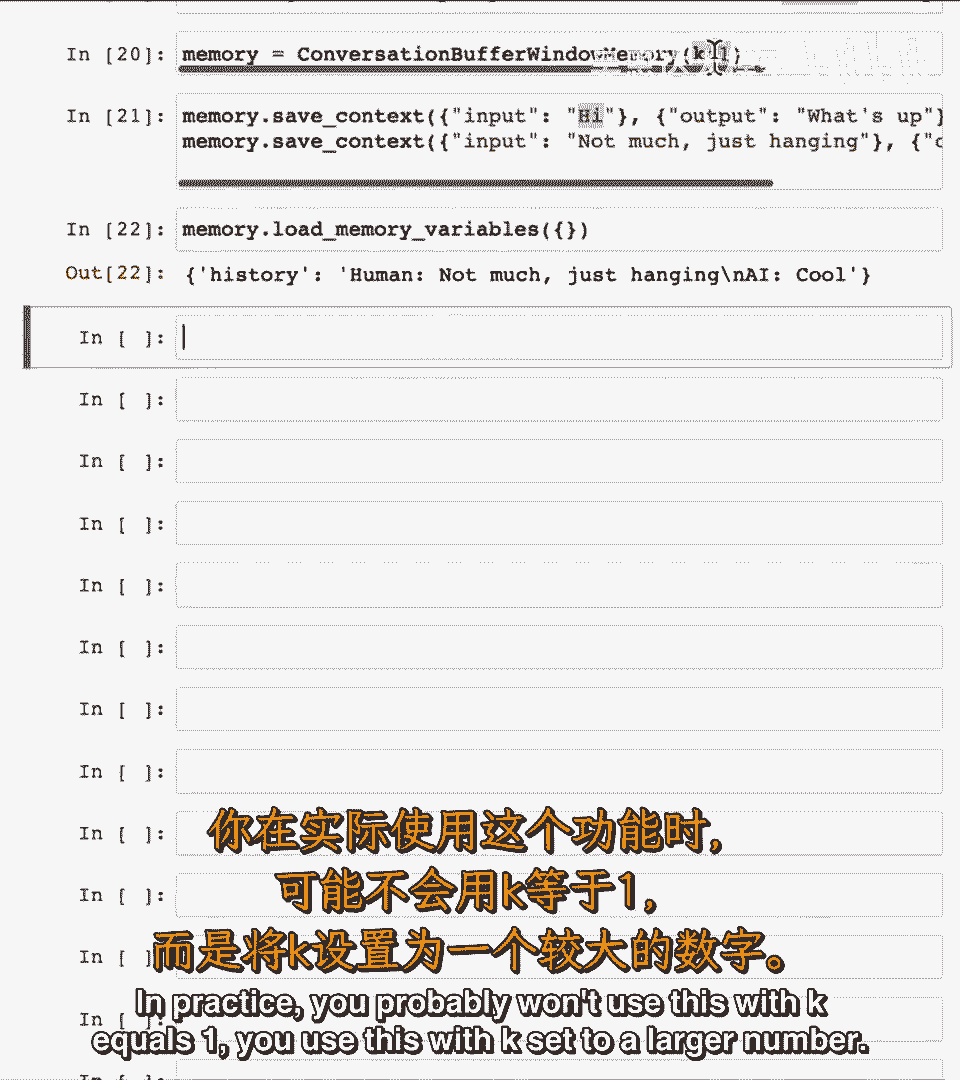 In [20]: memory = ConversationBufferWindowMemory(k=1)
In [21]: memory.save_context({"input": "Hi"}, {"output": "What's up"}
memory.save_context({"input": "Not much, just hanging"}, {"
In [22]: memory.load_memory_variables({})
Out[22]: {'history': 'Human: Not much, just hanging\nAI: Cool'}
In [ ]:
In [ ]:
In [ ]:
In [ ]:
In [ ]:
In [ ]:
In [ ]:
In [ ]:
In [ ]:
你在实际使用这个功能时,
In [ ]:
可能不会用k等于1,
In [ ]
而是将k设置为一个较大的数字。
In [ ]:
In practice, you probably won't use this with k
equals 1, you use this with k set to a larger number.